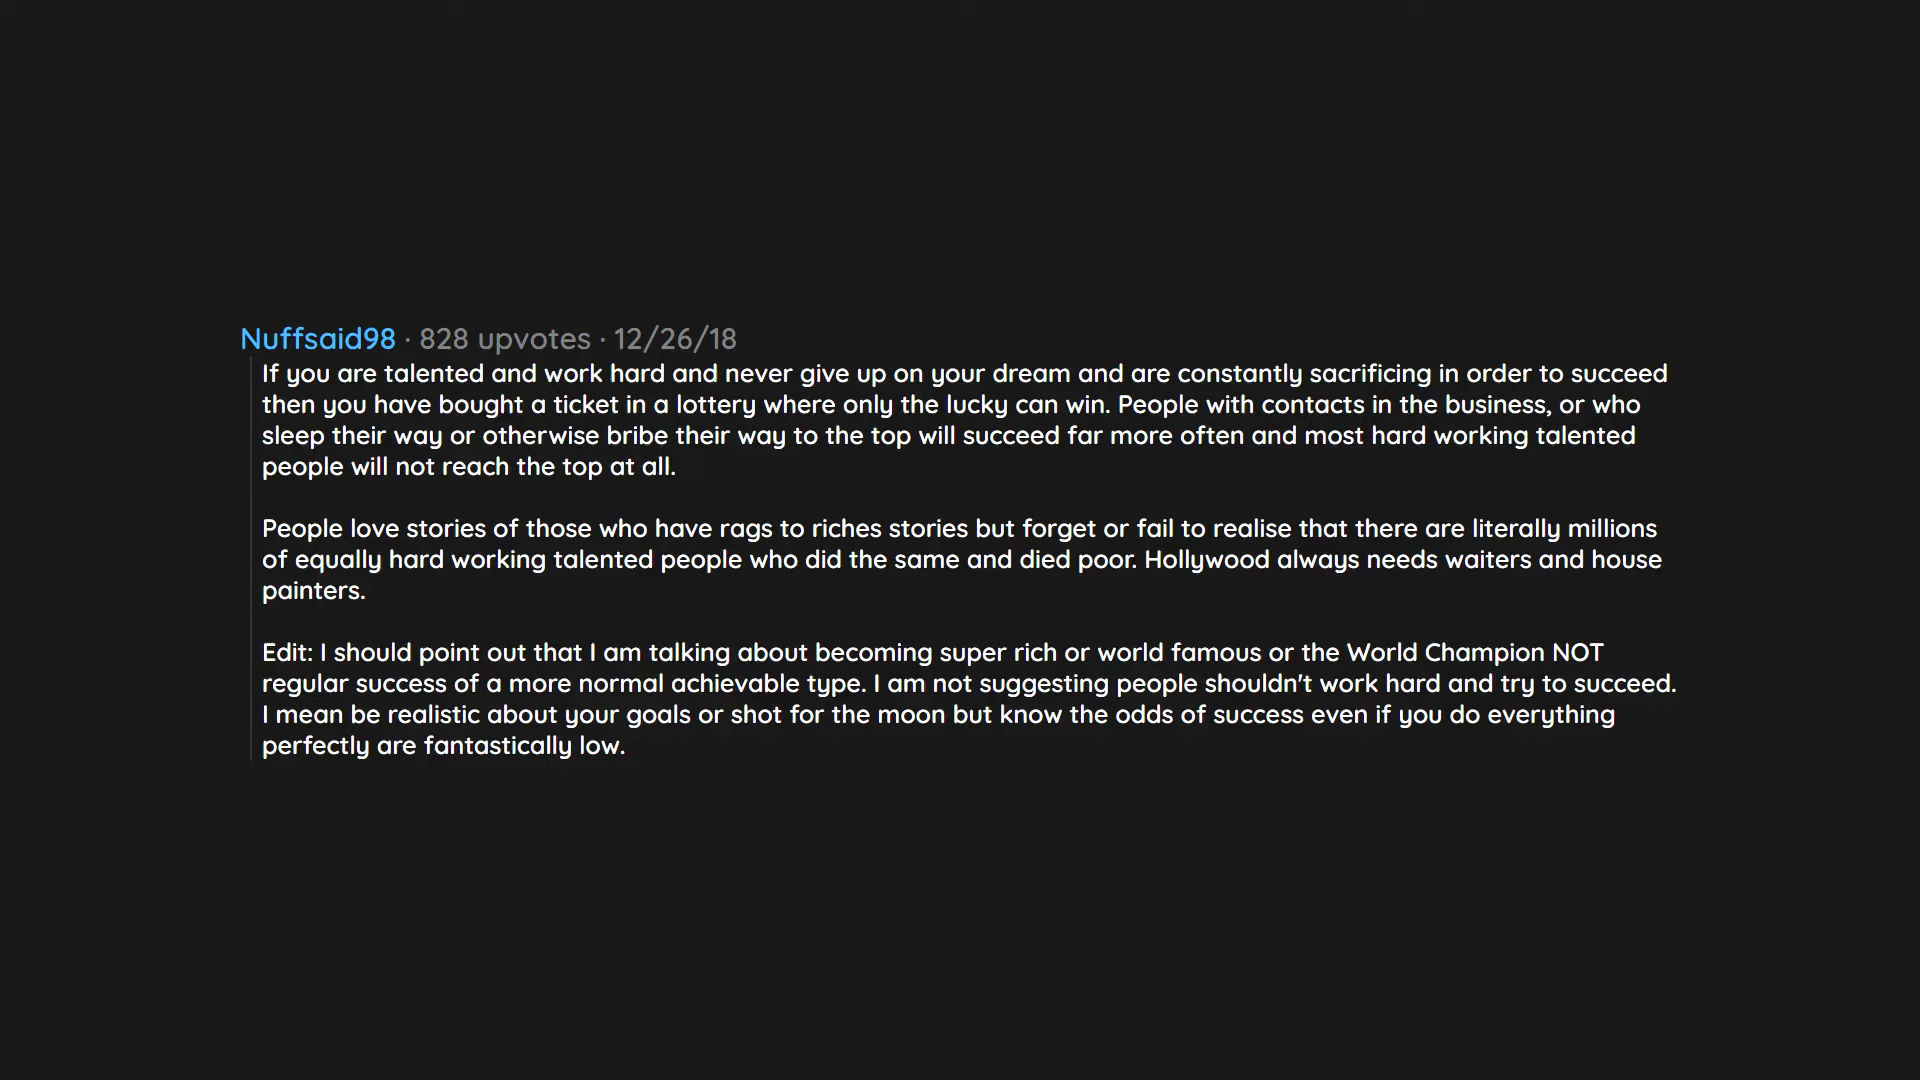 Nuffsaid98 · 828 upvotes · 12/26/18
If you are talented and work hard and never give up on your dream and are constantly sacrificing in order to succeed
then you have bought a ticket in a lottery where only the lucky can win. People with contacts in the business, or who
sleep their way or otherwise bribe their way to the top will succeed far more often and most hard working talented
people will not reach the top at all.
People love stories of those who have rags to riches stories but forget or fail to realise that there are literally millions
of equally hard working talented people who did the same and died poor. Hollywood always needs waiters and house
painters.
Edit: I should point out that I am talking about becoming super rich or world famous or the World Champion NOT
regular success of a more normal achievable type. I am not suggesting people shouldn't work hard and try to succeed.
I mean be realistic about your goals or shot for the moon but know the odds of success even if you do everything
perfectly are fantastically low.